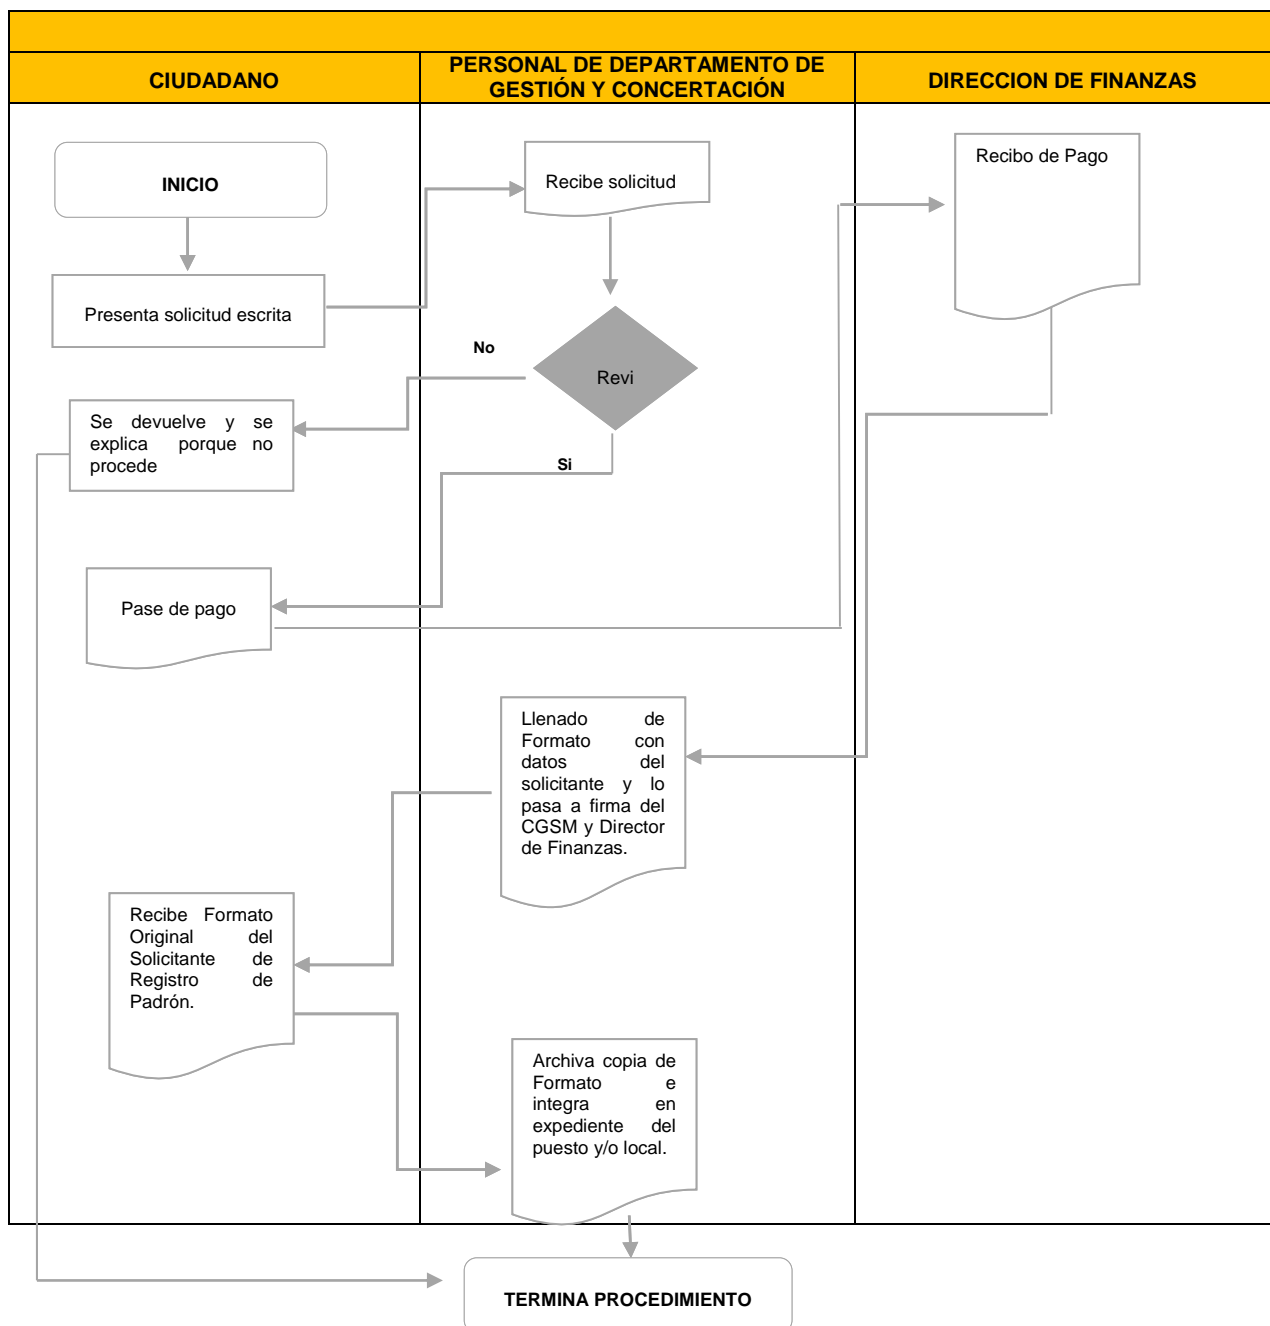 CIUDADANO
PERSONAL DE DEPARTAMENTO DE
GESTIÓN Y CONCERTACIÓN
DIRECCION DE FINANZAS
INICIO
Recibe solicitud
Recibo de Pago
Presenta solicitud escrita
No
Revi
Se devuelve y se
explica porque no
procede
Si
Pase de pago
Llenado de
Formato con
datos del
solicitante y lo
pasa a firma del
CGSM y Director
de Finanzas.
Recibe Formato
Original del
Solicitante de
Registro de
Padrón.
Archiva copia de
Formato e
integra en
expediente del
puesto y/o local.
TERMINA PROCEDIMIENTO